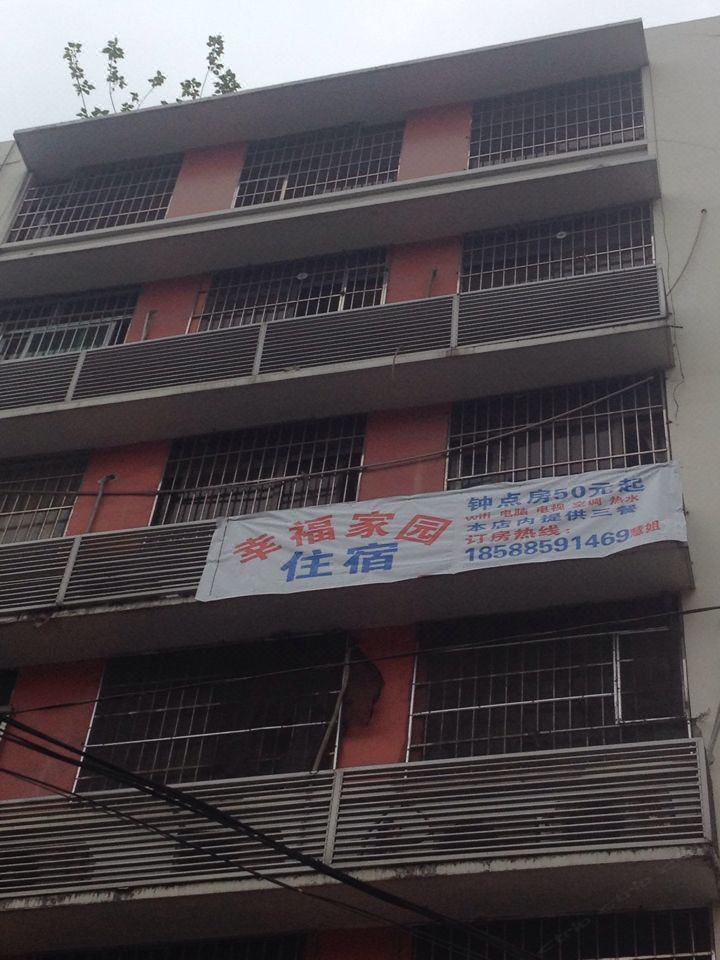 幸福家园
住宿
钟点房50元起
wifi 电脑 电视 空调 热水
本店内提供三餐
订房热线:
18588591469慧姐